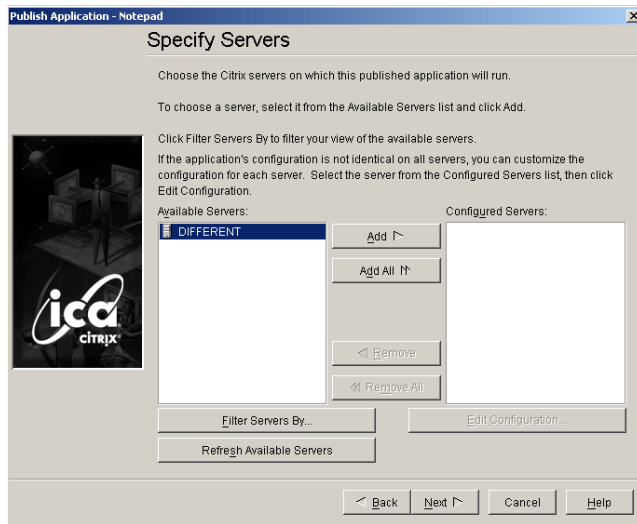 Publish Application - Notepad
Specify Servers
Choose the Citrix servers on which this published application will run.
To choose a server, select it from the Available Servers list and click Add.
Click Filter Servers By to filter your view of the available servers.
If the application's configuration is not identical on all servers, you can customize the
configuration for each server. Select the server from the Configured Servers list, then click
Edit Configuration.
Available Servers:
Configured Servers:
DIFFERENT
Add
Add All
ica
CITRIX
Remove
Remove All
Filter Servers By...
Edit Configuration...
Refresh Available Servers
Back
Next
Cancel
Help